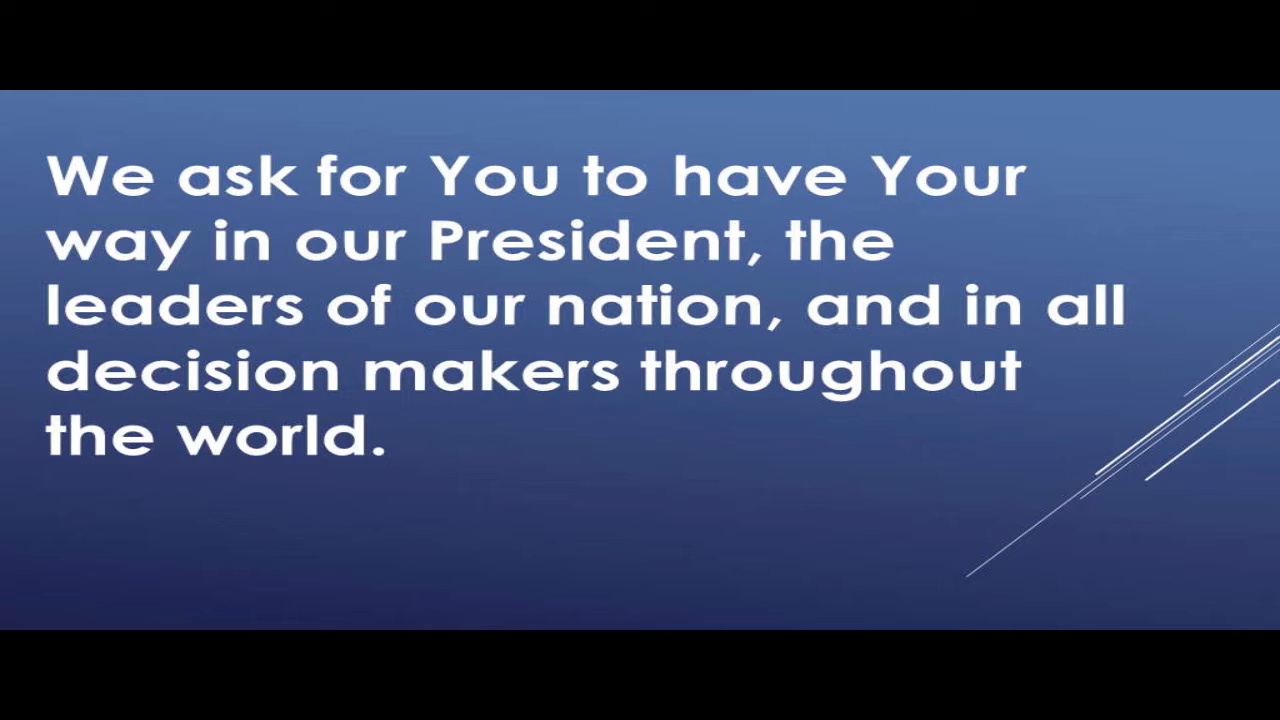 We ask for You to have Your
way in our President, the
leaders of our nation, and in all
decision makers throughout
the world.